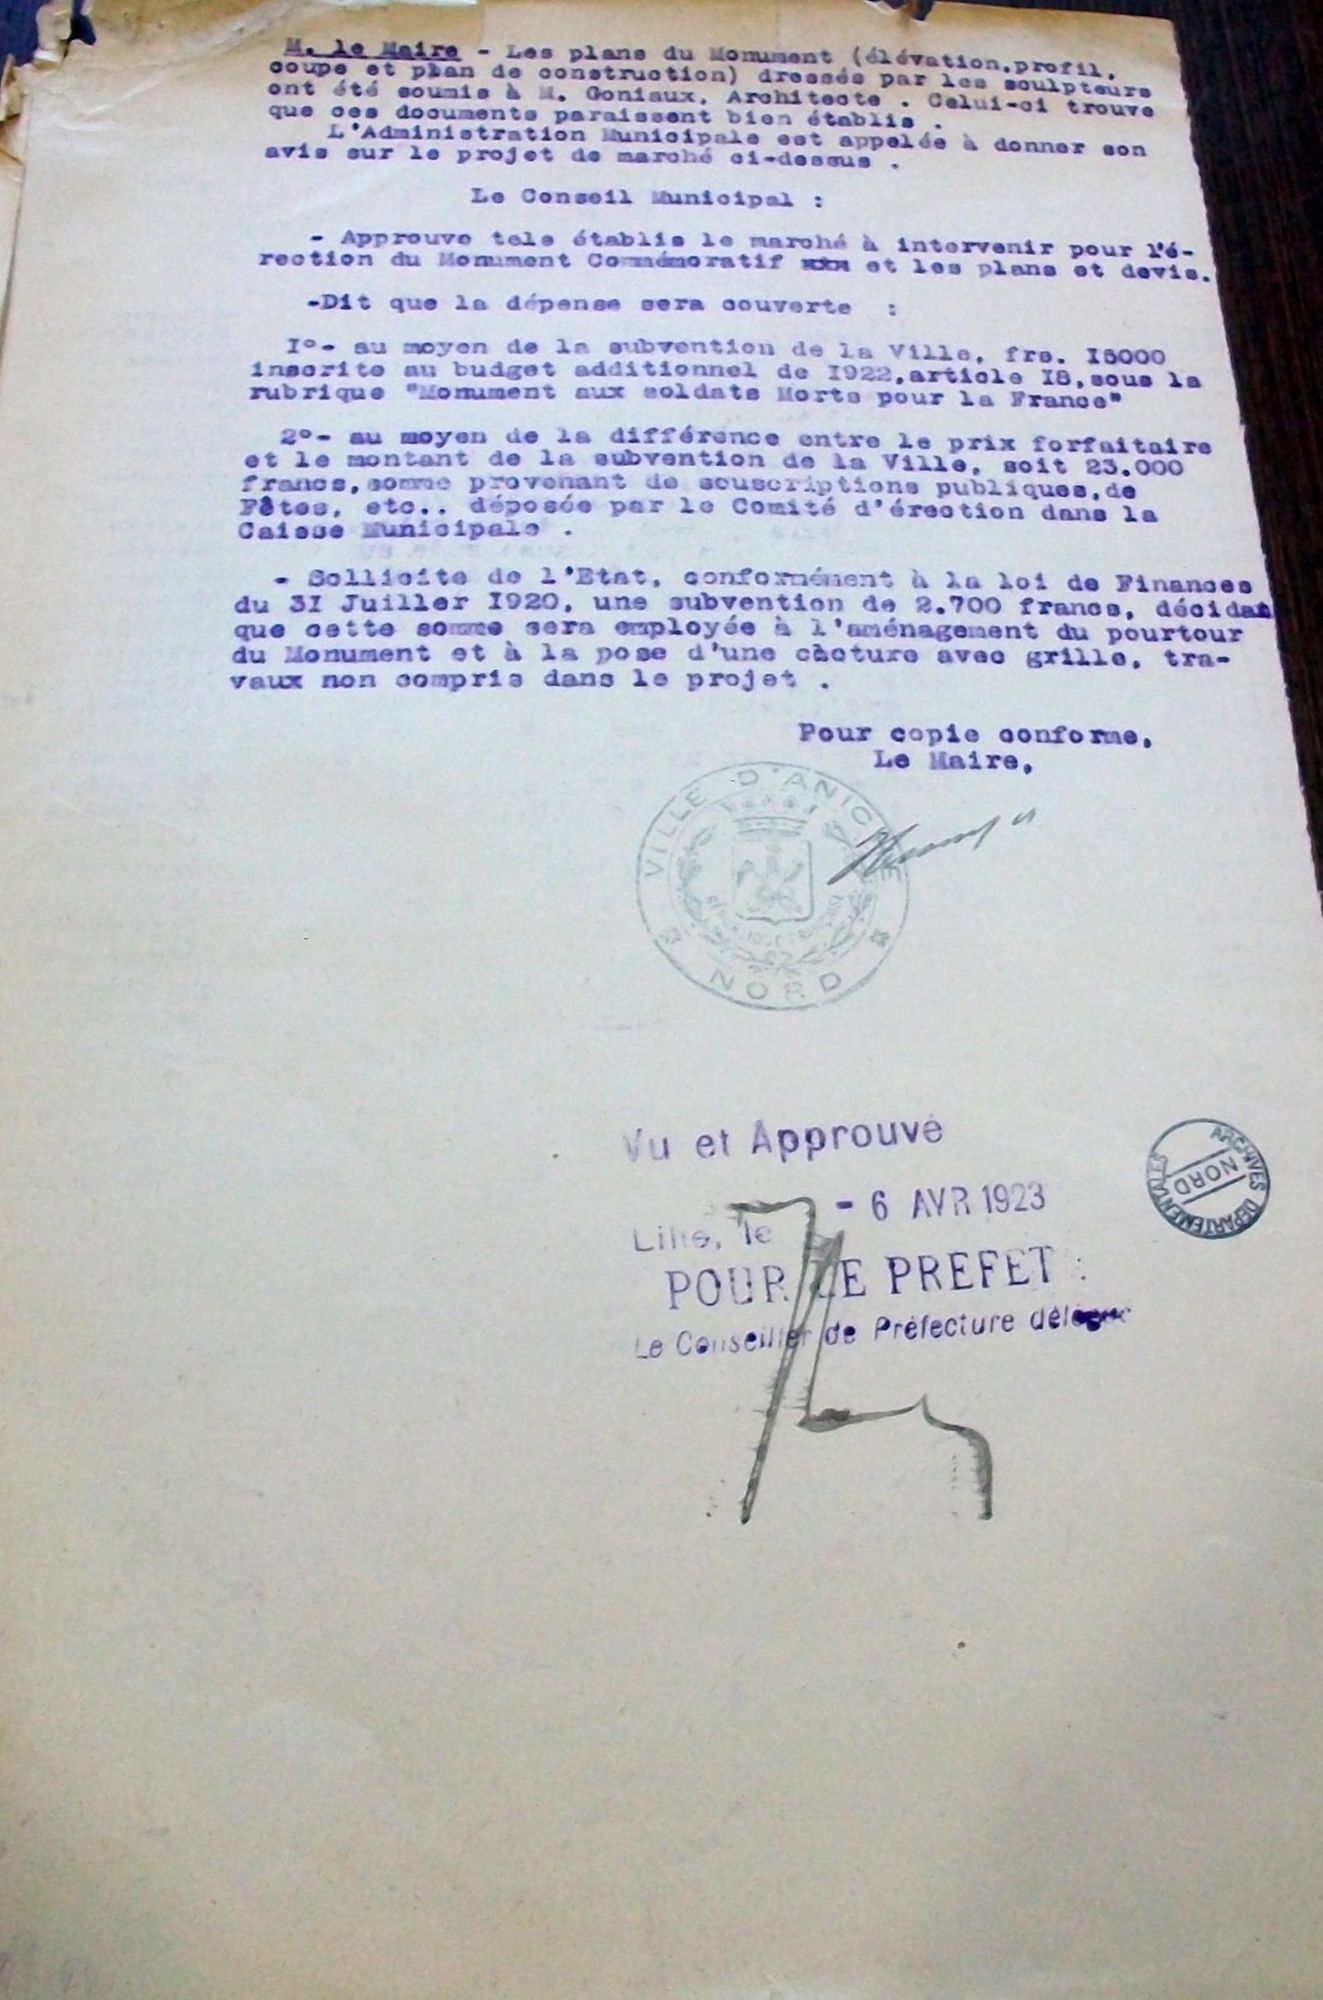 M. le Maire - Les plans du Monument (élévation,profil,
coupe et plan de construction) dressés par les sculpteurs
ont été soumis à M. Goniaux, Architecte . Celui-ci trouve
que ces documents paraissent bien établis .
L'Administration Municipale est appelée à donner son
avis sur le projet de marché ci-dessus .
Le Conseil Municipal :
- Approuve tels établis le marché à intervenir pour l'é-
rection du Monument Commémoratif et les plans et devis.
-Dit que la dépense sera couverte :
I°- au moyen de la subvention de la Ville, frs. I5000
inscrite au budget additionnel de I922,article I8,sous la
rubrique "Monument aux soldats Morts pour la France"
2°- au moyen de la différence entre le prix forfaitaire
et le montant de la subvention de la Ville, soit 23.000
francs,somme provenant de souscriptions publiques,de
Fêtes, etc.. déposée par le Comité d'érection dans la
Caisse Municipale .
- Sollicite de l'Etat, conformément à la loi de Finances
du 3I Juiller I920, une subvention de 2.700 francs, décidant
que cette somme sera employée à l'aménagement du pourtour
du Monument et à la pose d'une cloture avec grille, tra-
vaux non compris dans le projet .
Pour copie conforme,
Le Maire,
VILLE D'ANICHE
RÉPUBLIQUE FRANÇAISE
NORD
Vu et Approuvé
Lille, le - 6 AVR 1923
POUR LE PREFET :
Le Conseiller de Préfecture délégué
ARCHIVES DEPARTEMENTALES
NORD